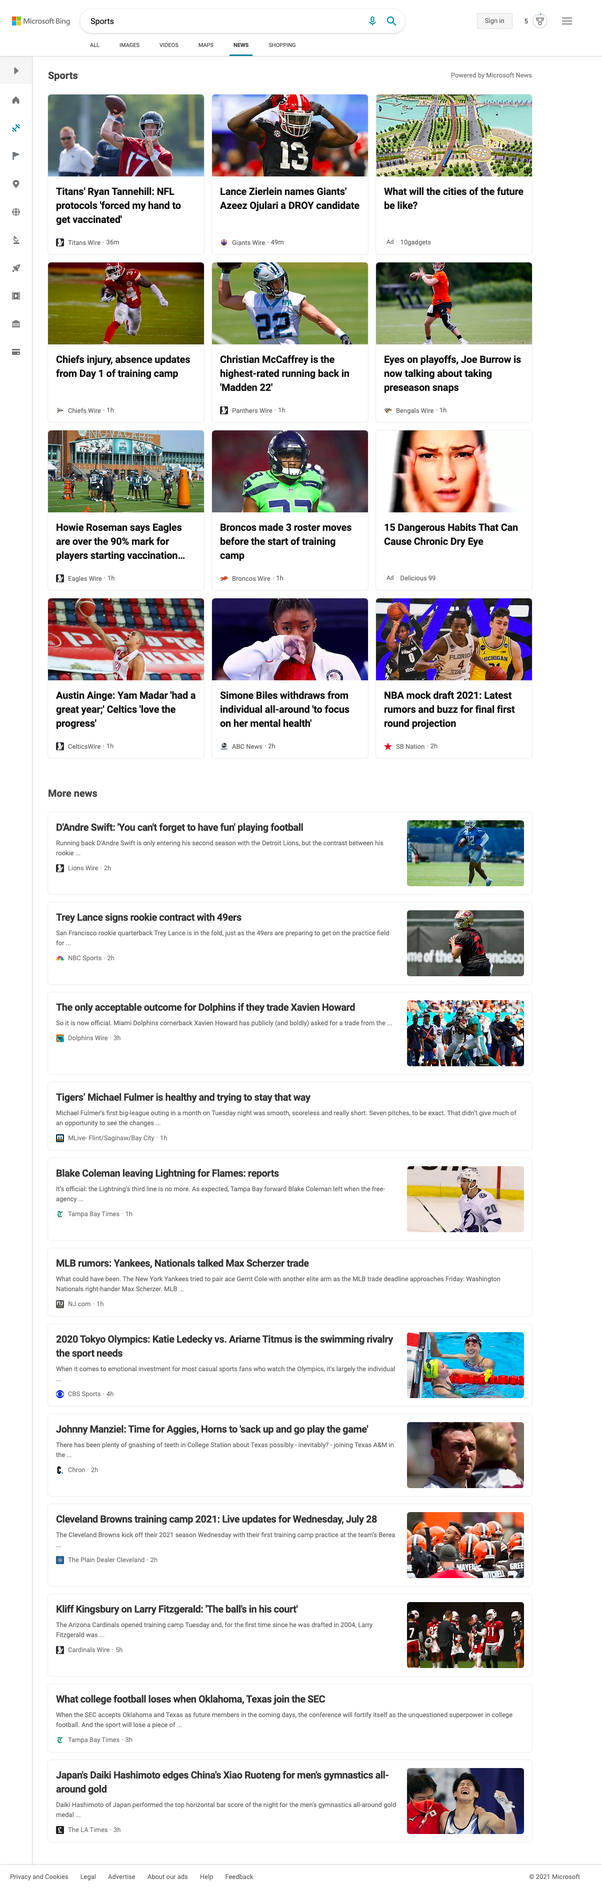 Microsoft Bing
Sports
Sign in
5
ALL
IMAGES
VIDEOS
MAPS
NEWS
SHOPPING
Sports
Powered by Microsoft News
Titans' Ryan Tannehill: NFL
protocols 'forced my hand to
get vaccinated'
Titans Wire · 36m
Lance Zierlein names Giants'
Azeez Ojulari a DROY candidate
Giants Wire · 49m
What will the cities of the future
be like?
Ad 10gadgets
Chiefs injury, absence updates
from Day 1 of training camp
Chiefs Wire · 1h
Christian McCaffrey is the
highest-rated running back in
'Madden 22'
Panthers Wire · 1h
Eyes on playoffs, Joe Burrow is
now talking about taking
preseason snaps
Bengals Wire · 1h
Howie Roseman says Eagles
are over the 90% mark for
players starting vaccination...
Eagles Wire · 1h
Broncos made 3 roster moves
before the start of training
camp
Broncos Wire · 1h
15 Dangerous Habits That Can
Cause Chronic Dry Eye
Ad Delicious 99
Austin Ainge: Yam Madar 'had a
great year;' Celtics 'love the
progress'
CelticsWire · 1h
Simone Biles withdraws from
individual all-around 'to focus
on her mental health'
ABC News · 2h
NBA mock draft 2021: Latest
rumors and buzz for final first
round projection
SB Nation · 2h
More news
D'Andre Swift: 'You can't forget to have fun' playing football
Running back D'Andre Swift is only entering his second season with the Detroit Lions, but the contrast between his
rookie ...
Lions Wire · 2h
Trey Lance signs rookie contract with 49ers
San Francisco rookie quarterback Trey Lance is in the fold, just as the 49ers are preparing to get on the practice field
for ...
NBC Sports · 2h
The only acceptable outcome for Dolphins if they trade Xavien Howard
So it is now official. Miami Dolphins cornerback Xavien Howard has publicly (and boldly) asked for a trade from the ...
Dolphins Wire · 3h
Tigers' Michael Fulmer is healthy and trying to stay that way
Michael Fulmer's first big-league outing in a month on Tuesday night was smooth, scoreless and really short. Seven pitches, to be exact. That didn't give much of
an opportunity to see the changes ...
MLive- Flint/Saginaw/Bay City · 1h
Blake Coleman leaving Lightning for Flames: reports
It's official: the Lightning's third line is no more. As expected, Tampa Bay forward Blake Coleman left when the free-
agency ...
Tampa Bay Times · 1h
MLB rumors: Yankees, Nationals talked Max Scherzer trade
What could have been. The New York Yankees tried to pair ace Gerrit Cole with another elite arm as the MLB trade deadline approaches Friday: Washington
Nationals right-hander Max Scherzer. MLB ...
NJ.com · 1h
2020 Tokyo Olympics: Katie Ledecky vs. Ariarne Titmus is the swimming rivalry
the sport needs
When it comes to emotional investment for most casual sports fans who watch the Olympics, it's largely the individual
...
CBS Sports · 4h
Johnny Manziel: Time for Aggies, Horns to 'sack up and go play the game'
There has been plenty of gnashing of teeth in College Station about Texas possibly - inevitably? - joining Texas A&M in
the ...
Chron · 2h
Cleveland Browns training camp 2021: Live updates for Wednesday, July 28
The Cleveland Browns kick off their 2021 season Wednesday with their first training camp practice at the team's Berea
...
The Plain Dealer Cleveland · 2h
Kliff Kingsbury on Larry Fitzgerald: 'The ball's in his court'
The Arizona Cardinals opened training camp Tuesday and, for the first time since he was drafted in 2004, Larry
Fitzgerald was ...
Cardinals Wire · 5h
What college football loses when Oklahoma, Texas join the SEC
When the SEC accepts Oklahoma and Texas as future members in the coming days, the conference will fortify itself as the unquestioned superpower in college
football. And the sport will lose a piece of ...
Tampa Bay Times · 3h
Japan's Daiki Hashimoto edges China's Xiao Ruoteng for men's gymnastics all-
around gold
Daiki Hashimoto of Japan performed the top horizontal bar score of the night for the men's gymnastics all-around gold
medal ...
The LA Times · 3h
Privacy and Cookies
Legal
Advertise
About our ads
Help
Feedback
© 2021 Microsoft